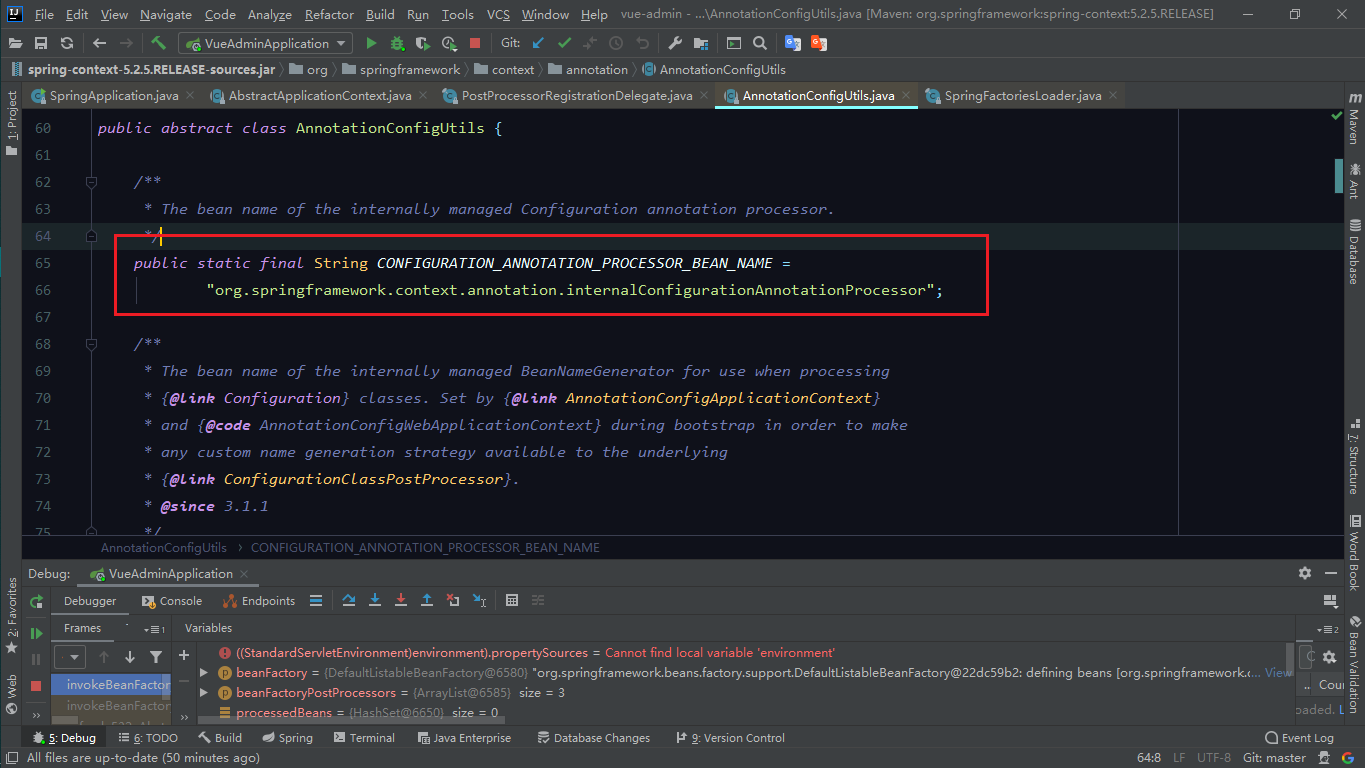 File Edit View Navigate Code Analyze Refactor Build Run Tools VCS Window Help vue-admin - ...\AnnotationConfigUtils.java [Maven: org.springframework:spring-context:5.2.5.RELEASE]
VueAdminApplication Git:
spring-context-5.2.5.RELEASE-sources.jar org springframework context annotation AnnotationConfigUtils
SpringApplication.java AbstractApplicationContext.java PostProcessorRegistrationDelegate.java AnnotationConfigUtils.java SpringFactoriesLoader.java
1: Project
60 public abstract class AnnotationConfigUtils {
61
62 /**
63 * The bean name of the internally managed Configuration annotation processor.
64 */
65 public static final String CONFIGURATION_ANNOTATION_PROCESSOR_BEAN_NAME =
66 "org.springframework.context.annotation.internalConfigurationAnnotationProcessor";
67
68 /**
69 * The bean name of the internally managed BeanNameGenerator for use when processing
70 * {@link Configuration} classes. Set by {@link AnnotationConfigApplicationContext}
71 * and {@code AnnotationConfigWebApplicationContext} during bootstrap in order to make
72 * any custom name generation strategy available to the underlying
73 * {@link ConfigurationClassPostProcessor}.
74 * @since 3.1.1
75 */
AnnotationConfigUtils › CONFIGURATION_ANNOTATION_PROCESSOR_BEAN_NAME
Maven
Ant
Database
7: Structure
Word Book
Bean Validation
2: Favorites
Web
Debug: VueAdminApplication
Debugger Console Endpoints
Frames Variables
((StandardServletEnvironment)environment).propertySources = Cannot find local variable 'environment'
beanFactory = {DefaultListableBeanFactory@6580} "org.springframework.beans.factory.support.DefaultListableBeanFactory@22dc59b2: defining beans [org.springframework.c... View
beanFactoryPostProcessors = {ArrayList@6585} size = 3
processedBeans = {HashSet@6650} size = 0
invokeBeanFactor
invokeBeanFactor
Cour
oaded. L
5: Debug 6: TODO Build Spring Terminal Java Enterprise Database Changes 9: Version Control Event Log
All files are up-to-date (50 minutes ago) 64:8 LF UTF-8 Git: master